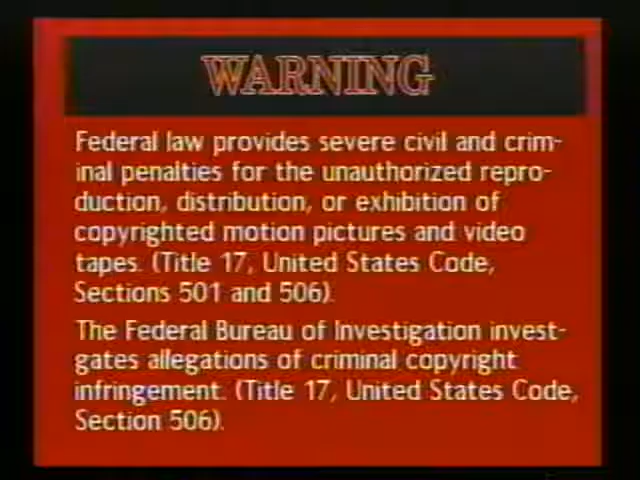 WARNING
Federal law provides severe civil and crim-
inal penalties for the unauthorized repro-
duction, distribution, or exhibition of
copyrighted motion pictures and video
tapes. (Title 17, United States Code,
Sections 501 and 506).
The Federal Bureau of Investigation invest-
gates allegations of criminal copyright
infringement. (Title 17, United States Code,
Section 506).